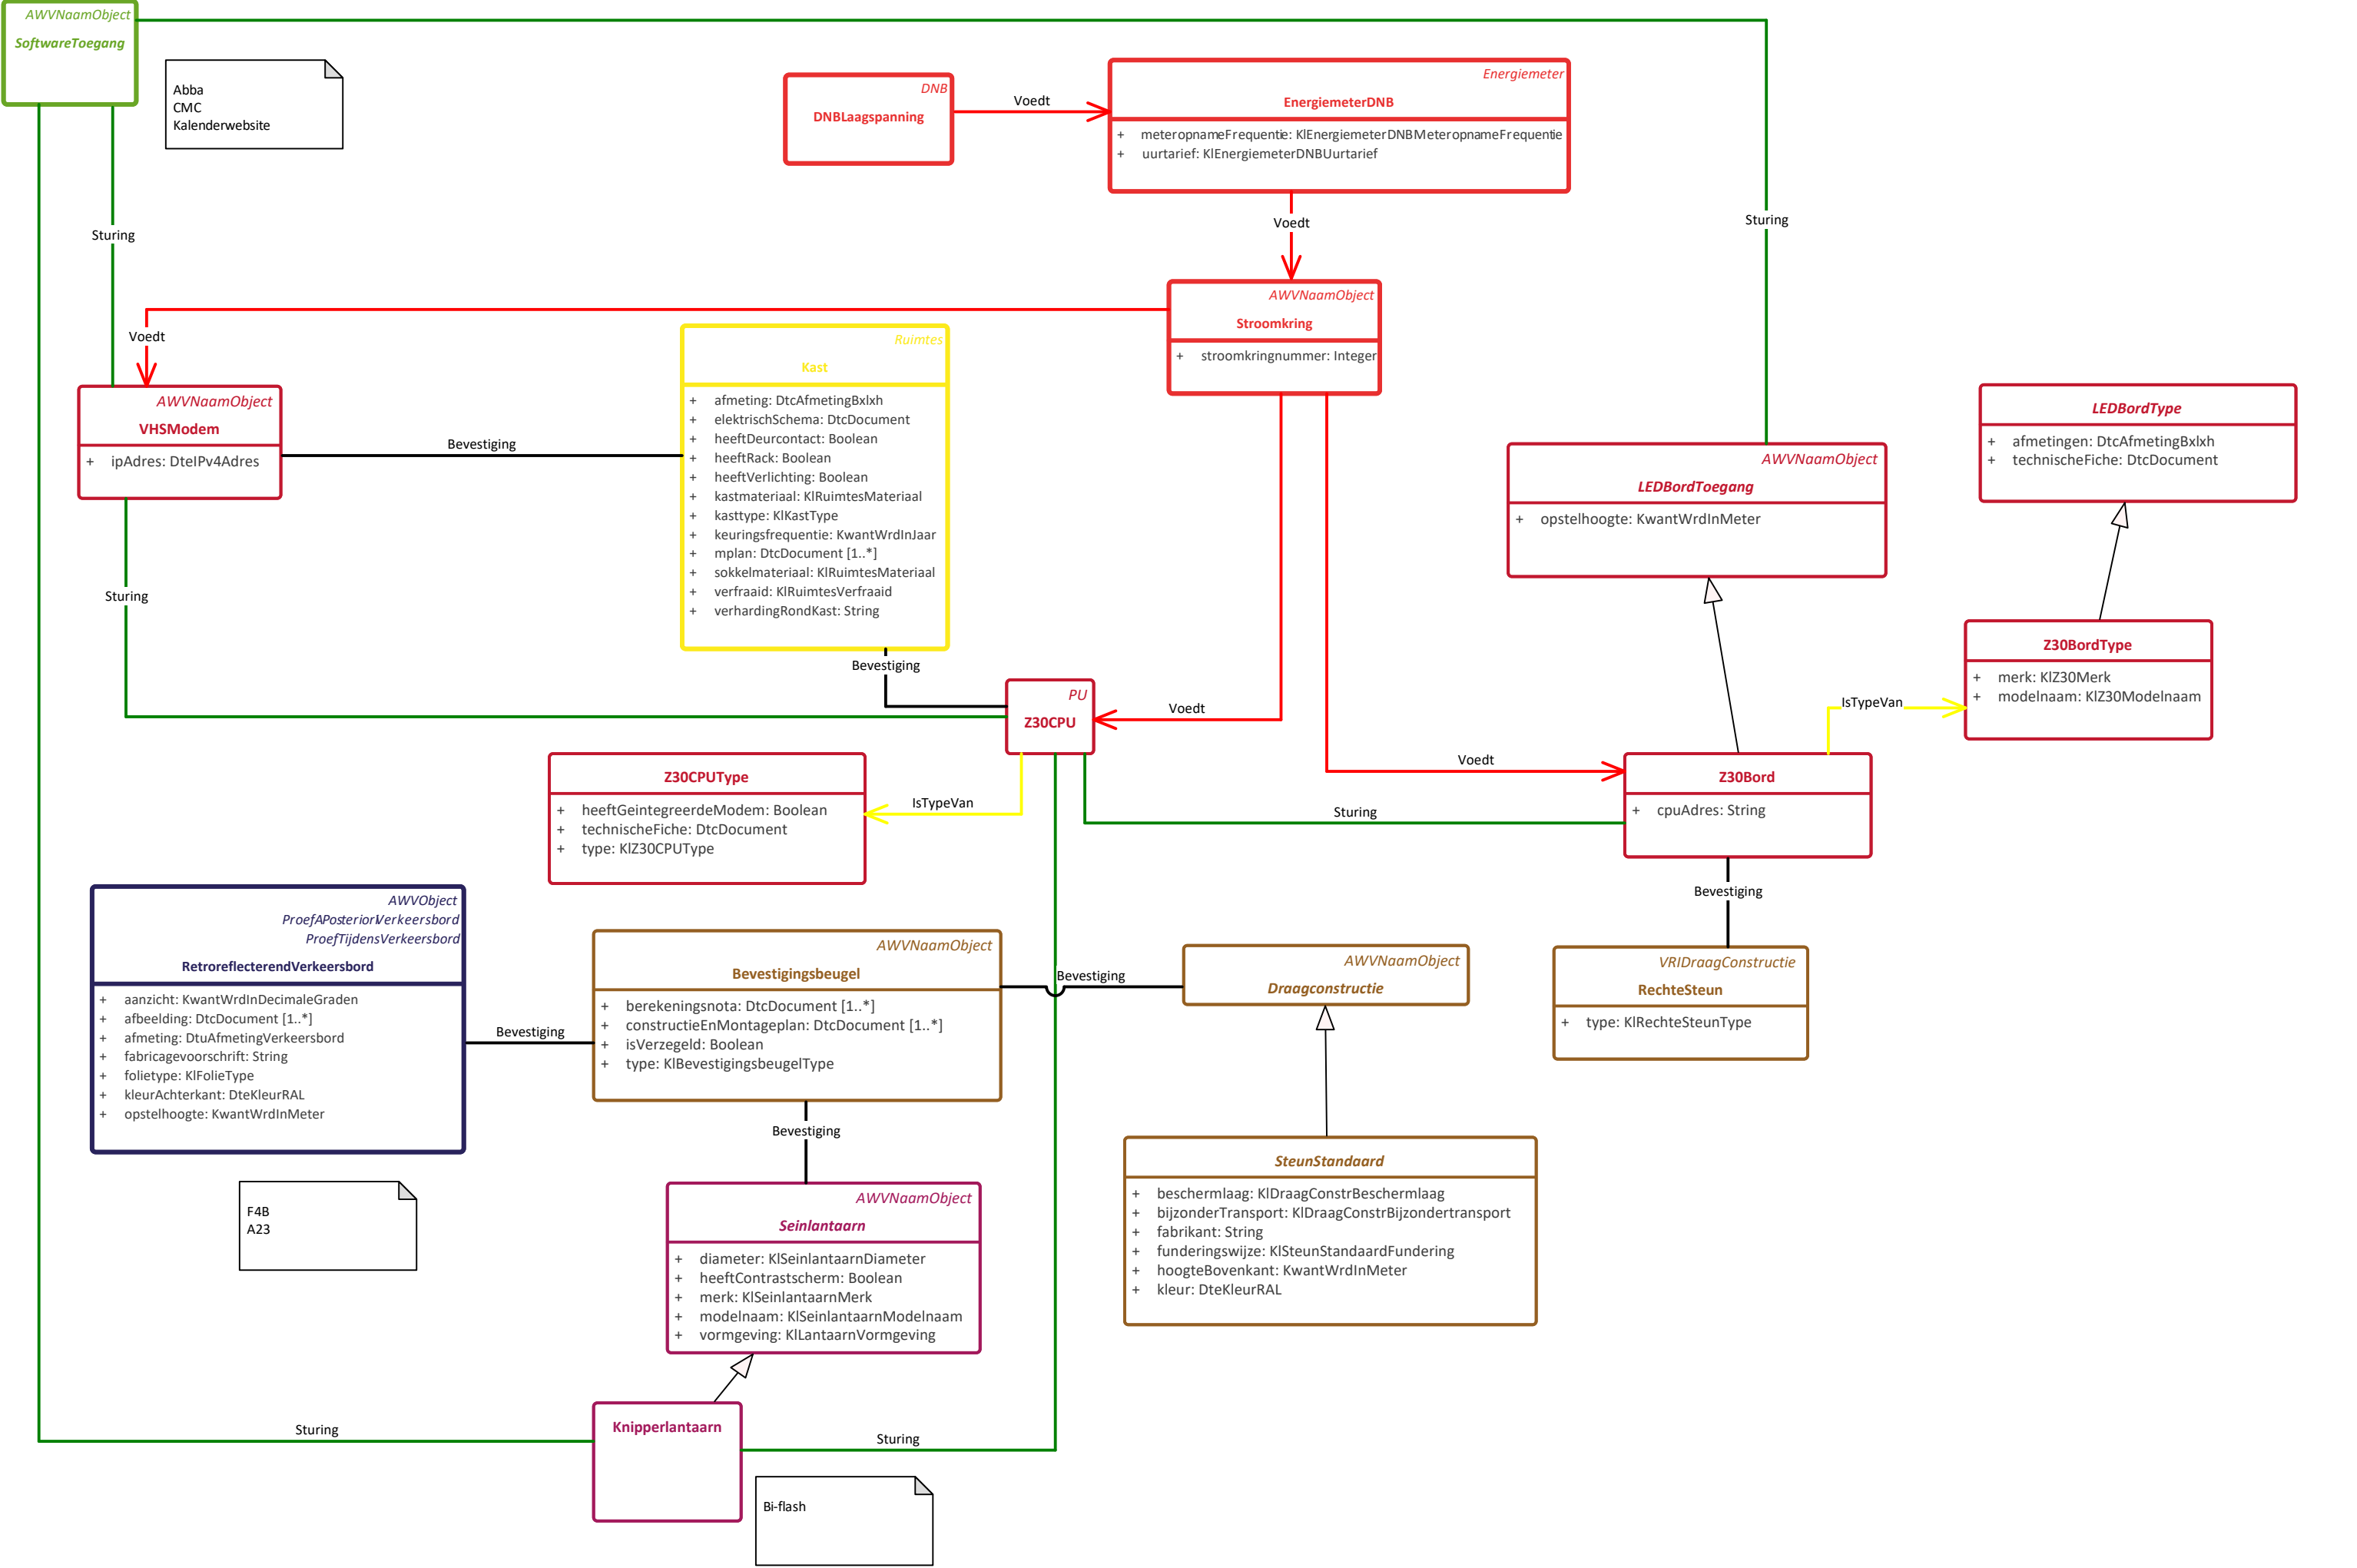 AWVNaamObject
SoftwareToegang
Abba
CMC
Kalenderwebsite
DNB
DNBLaagspanning
Voedt
Energiemeter
EnergiemeterDNB
+ meteropnameFrequentie: KlEnergiemeterDNBMeteropnameFrequentie
+ uurtarief: KlEnergiemeterDNBUurtarief
Voedt
Sturing
Sturing
AWVNaamObject
Stroomkring
+ stroomkringnummer: Integer
Voedt
Ruimtes
Kast
+ afmeting: DtcAfmetingBxlxh
+ elektrischSchema: DtcDocument
+ heeftDeurcontact: Boolean
+ heeftRack: Boolean
+ heeftVerlichting: Boolean
+ kastmateriaal: KlRuimtesMateriaal
+ kasttype: KlKastType
+ keuringsfrequentie: KwantWrdInJaar
+ mplan: DtcDocument [1..*]
+ sokkelmateriaal: KlRuimtesMateriaal
+ verfraaid: KlRuimtesVerfraaid
+ verhardingRondKast: String
AWVNaamObject
VHSModem
+ ipAdres: DteIPv4Adres
Bevestiging
LEDBordType
+ afmetingen: DtcAfmetingBxlxh
+ technischeFiche: DtcDocument
AWVNaamObject
LEDBordToegang
+ opstelhoogte: KwantWrdInMeter
Sturing
Bevestiging
PU
Z30CPU
Voedt
Z30BordType
+ merk: KlZ30Merk
+ modelnaam: KlZ30Modelnaam
IsTypeVan
Z30CPUType
+ heeftGeintegreerdeModem: Boolean
+ technischeFiche: DtcDocument
+ type: KlZ30CPUType
IsTypeVan
Voedt
Sturing
Z30Bord
+ cpuAdres: String
Bevestiging
AWVObject
ProefAPosterioriVerkeersbord
ProefTijdensVerkeersbord
RetroreflecterendVerkeersbord
+ aanzicht: KwantWrdInDecimaleGraden
+ afbeelding: DtcDocument [1..*]
+ afmeting: DtuAfmetingVerkeersbord
+ fabricagevoorschrift: String
+ folietype: KlFolieType
+ kleurAchterkant: DteKleurRAL
+ opstelhoogte: KwantWrdInMeter
Bevestiging
AWVNaamObject
Bevestigingsbeugel
+ berekeningsnota: DtcDocument [1..*]
+ constructieEnMontageplan: DtcDocument [1..*]
+ isVerzegeld: Boolean
+ type: KlBevestigingsbeugelType
Bevestiging
AWVNaamObject
Draagconstructie
VRIDraagConstructie
RechteSteun
+ type: KlRechteSteunType
Bevestiging
F4B
A23
AWVNaamObject
Seinlantaarn
+ diameter: KlSeinlantaarnDiameter
+ heeftContrastscherm: Boolean
+ merk: KlSeinlantaarnMerk
+ modelnaam: KlSeinlantaarnModelnaam
+ vormgeving: KlLantaarnVormgeving
SteunStandaard
+ beschermlaag: KlDraagConstrBeschermlaag
+ bijzonderTransport: KlDraagConstrBijzondertransport
+ fabrikant: String
+ funderingswijze: KlSteunStandaardFundering
+ hoogteBovenkant: KwantWrdInMeter
+ kleur: DteKleurRAL
Sturing
Knipperlantaarn
Sturing
Bi-flash